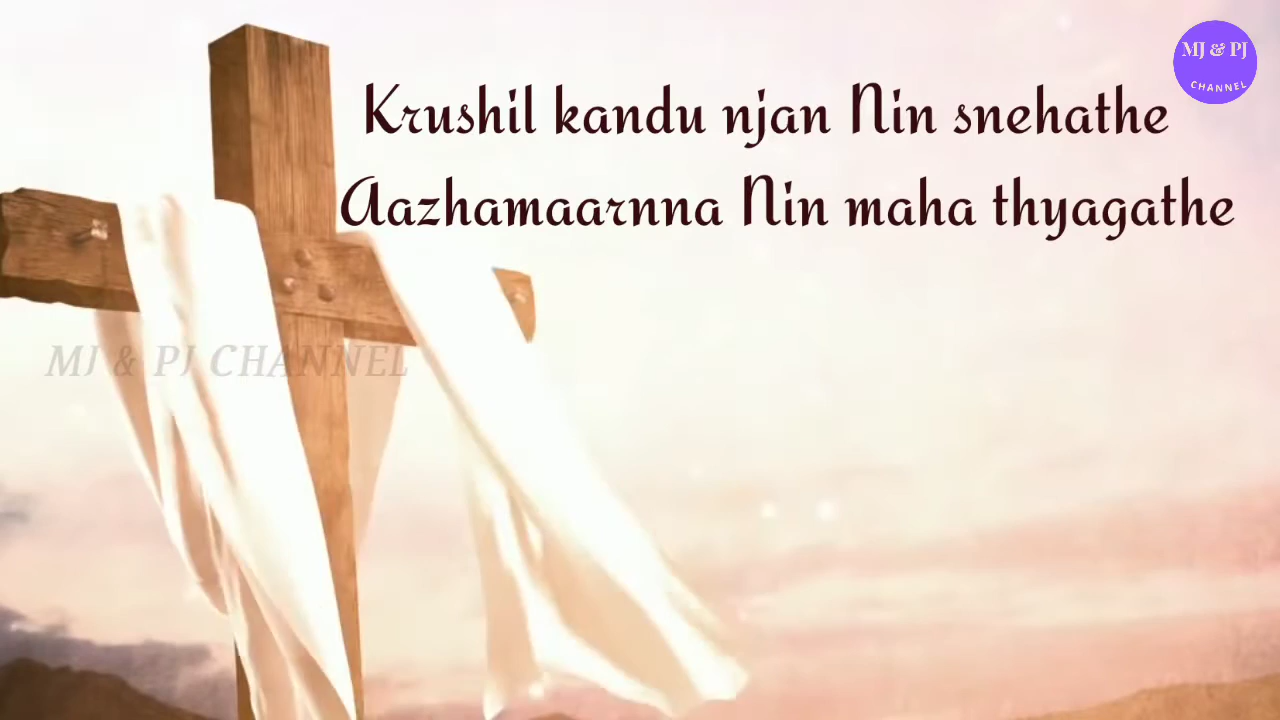 MJ & PJ
CHANNEL
Krushil kandu njan Nin snehathe
Aazhamaarnna Nin maha thyagathe
MJ & PJ CHANNEL